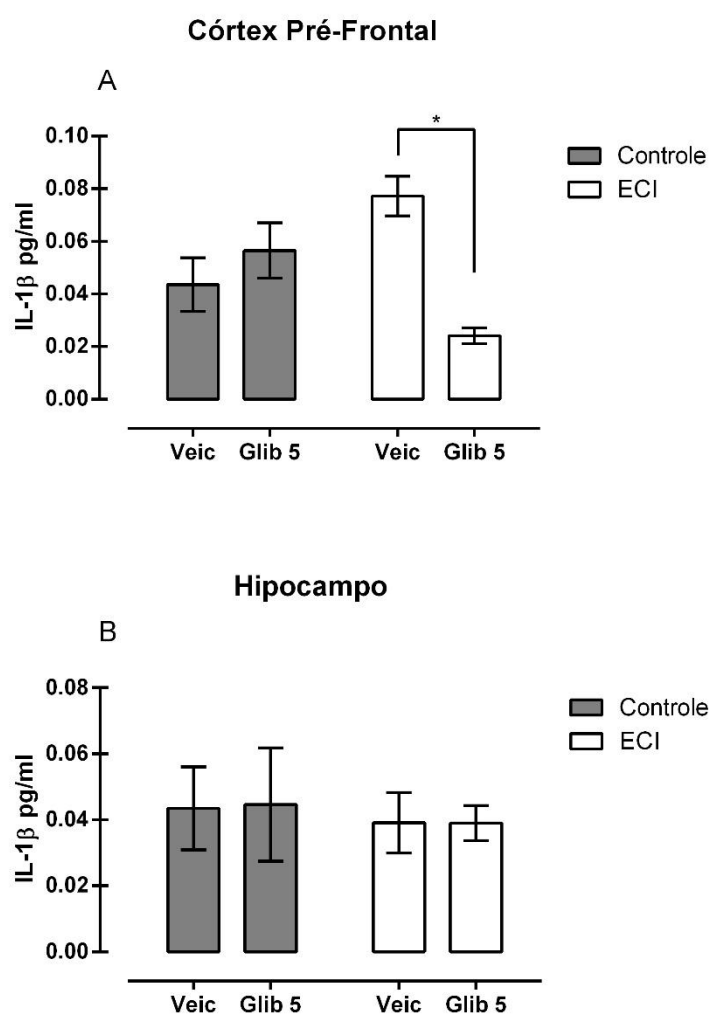 Córtex Pré-Frontal
A
IL-1β pg/ml
0.10
0.08
0.06
0.04
0.02
0.00
*
Controle
ECI
Veic Glib 5 Veic Glib 5
Hipocampo
B
IL-1β pg/ml
0.08
0.06
0.04
0.02
0.00
Controle
ECI
Veic Glib 5 Veic Glib 5